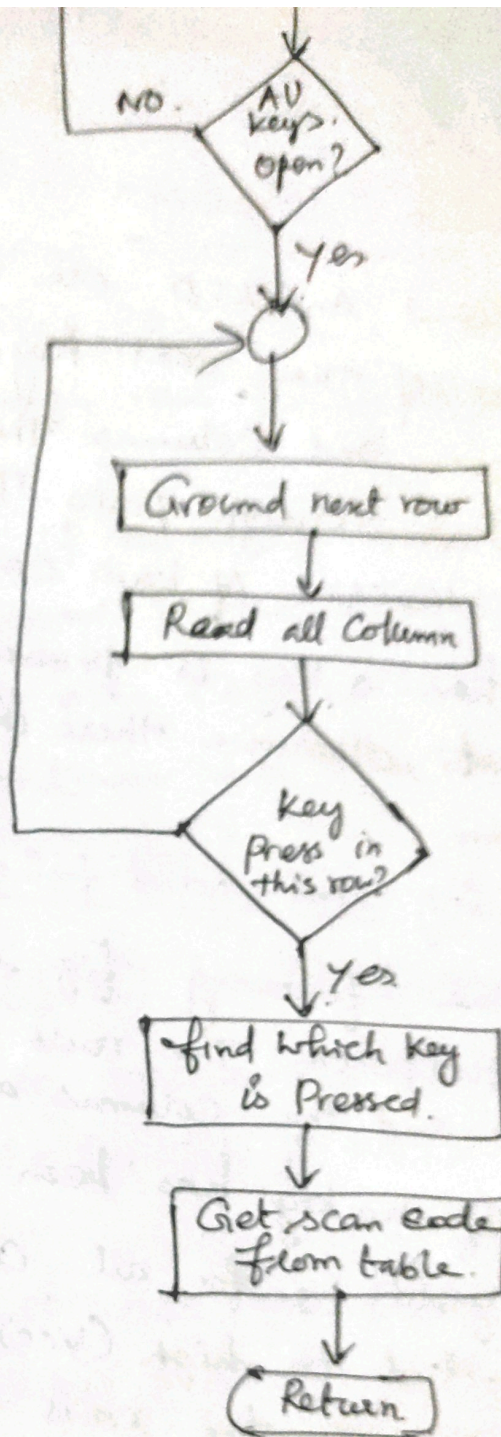 NO.
All
keys.
open?
Yes
Ground next row
Read all Column
Key
press in
this row?
Yes
find which key
is Pressed.
Get scan code
from table.
Return